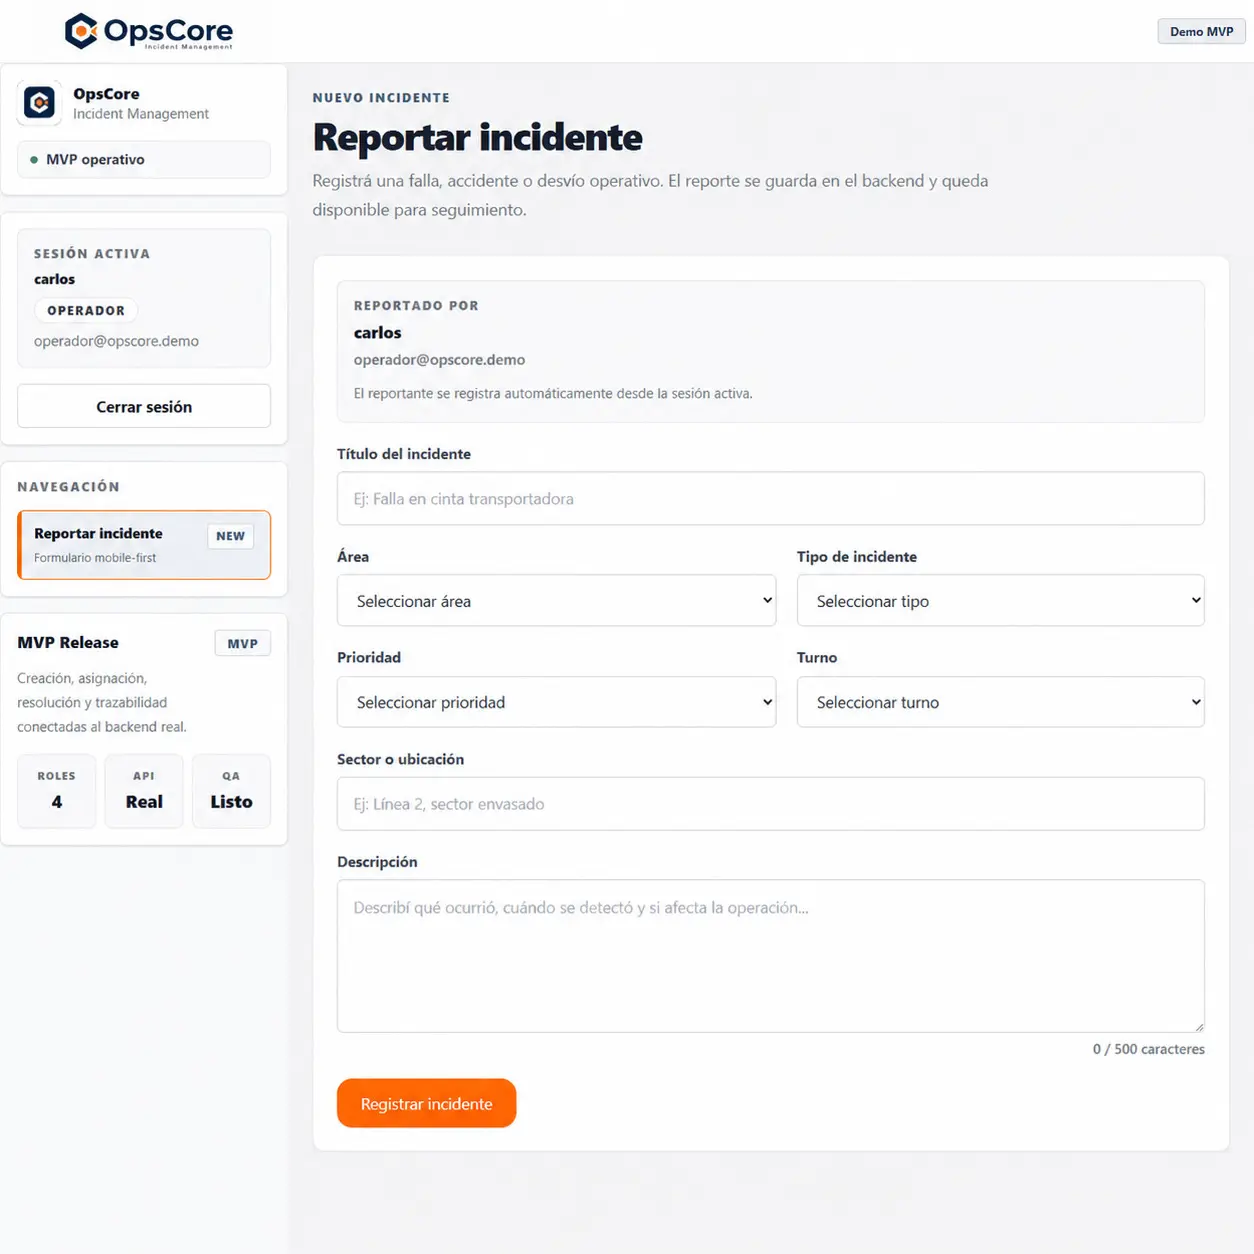 OpsCore
Incident Management
Demo MVP
OpsCore
Incident Management
MVP operativo
SESIÓN ACTIVA
carlos
OPERADOR
operador@opscore.demo
Cerrar sesión
NAVEGACIÓN
Reportar incidente
NEW
Formulario mobile-first
MVP Release
MVP
Creación, asignación,
resolución y trazabilidad
conectadas al backend real.
ROLES
4
API
Real
QA
Listo
NUEVO INCIDENTE
Reportar incidente
Registrá una falla, accidente o desvío operativo. El reporte se guarda en el backend y queda
disponible para seguimiento.
REPORTADO POR
carlos
operador@opscore.demo
El reportante se registra automáticamente desde la sesión activa.
Título del incidente
Ej: Falla en cinta transportadora
Área
Seleccionar área
Tipo de incidente
Seleccionar tipo
Prioridad
Seleccionar prioridad
Turno
Seleccionar turno
Sector o ubicación
Ej: Línea 2, sector envasado
Descripción
Describí qué ocurrió, cuándo se detectó y si afecta la operación...
0 / 500 caracteres
Registrar incidente